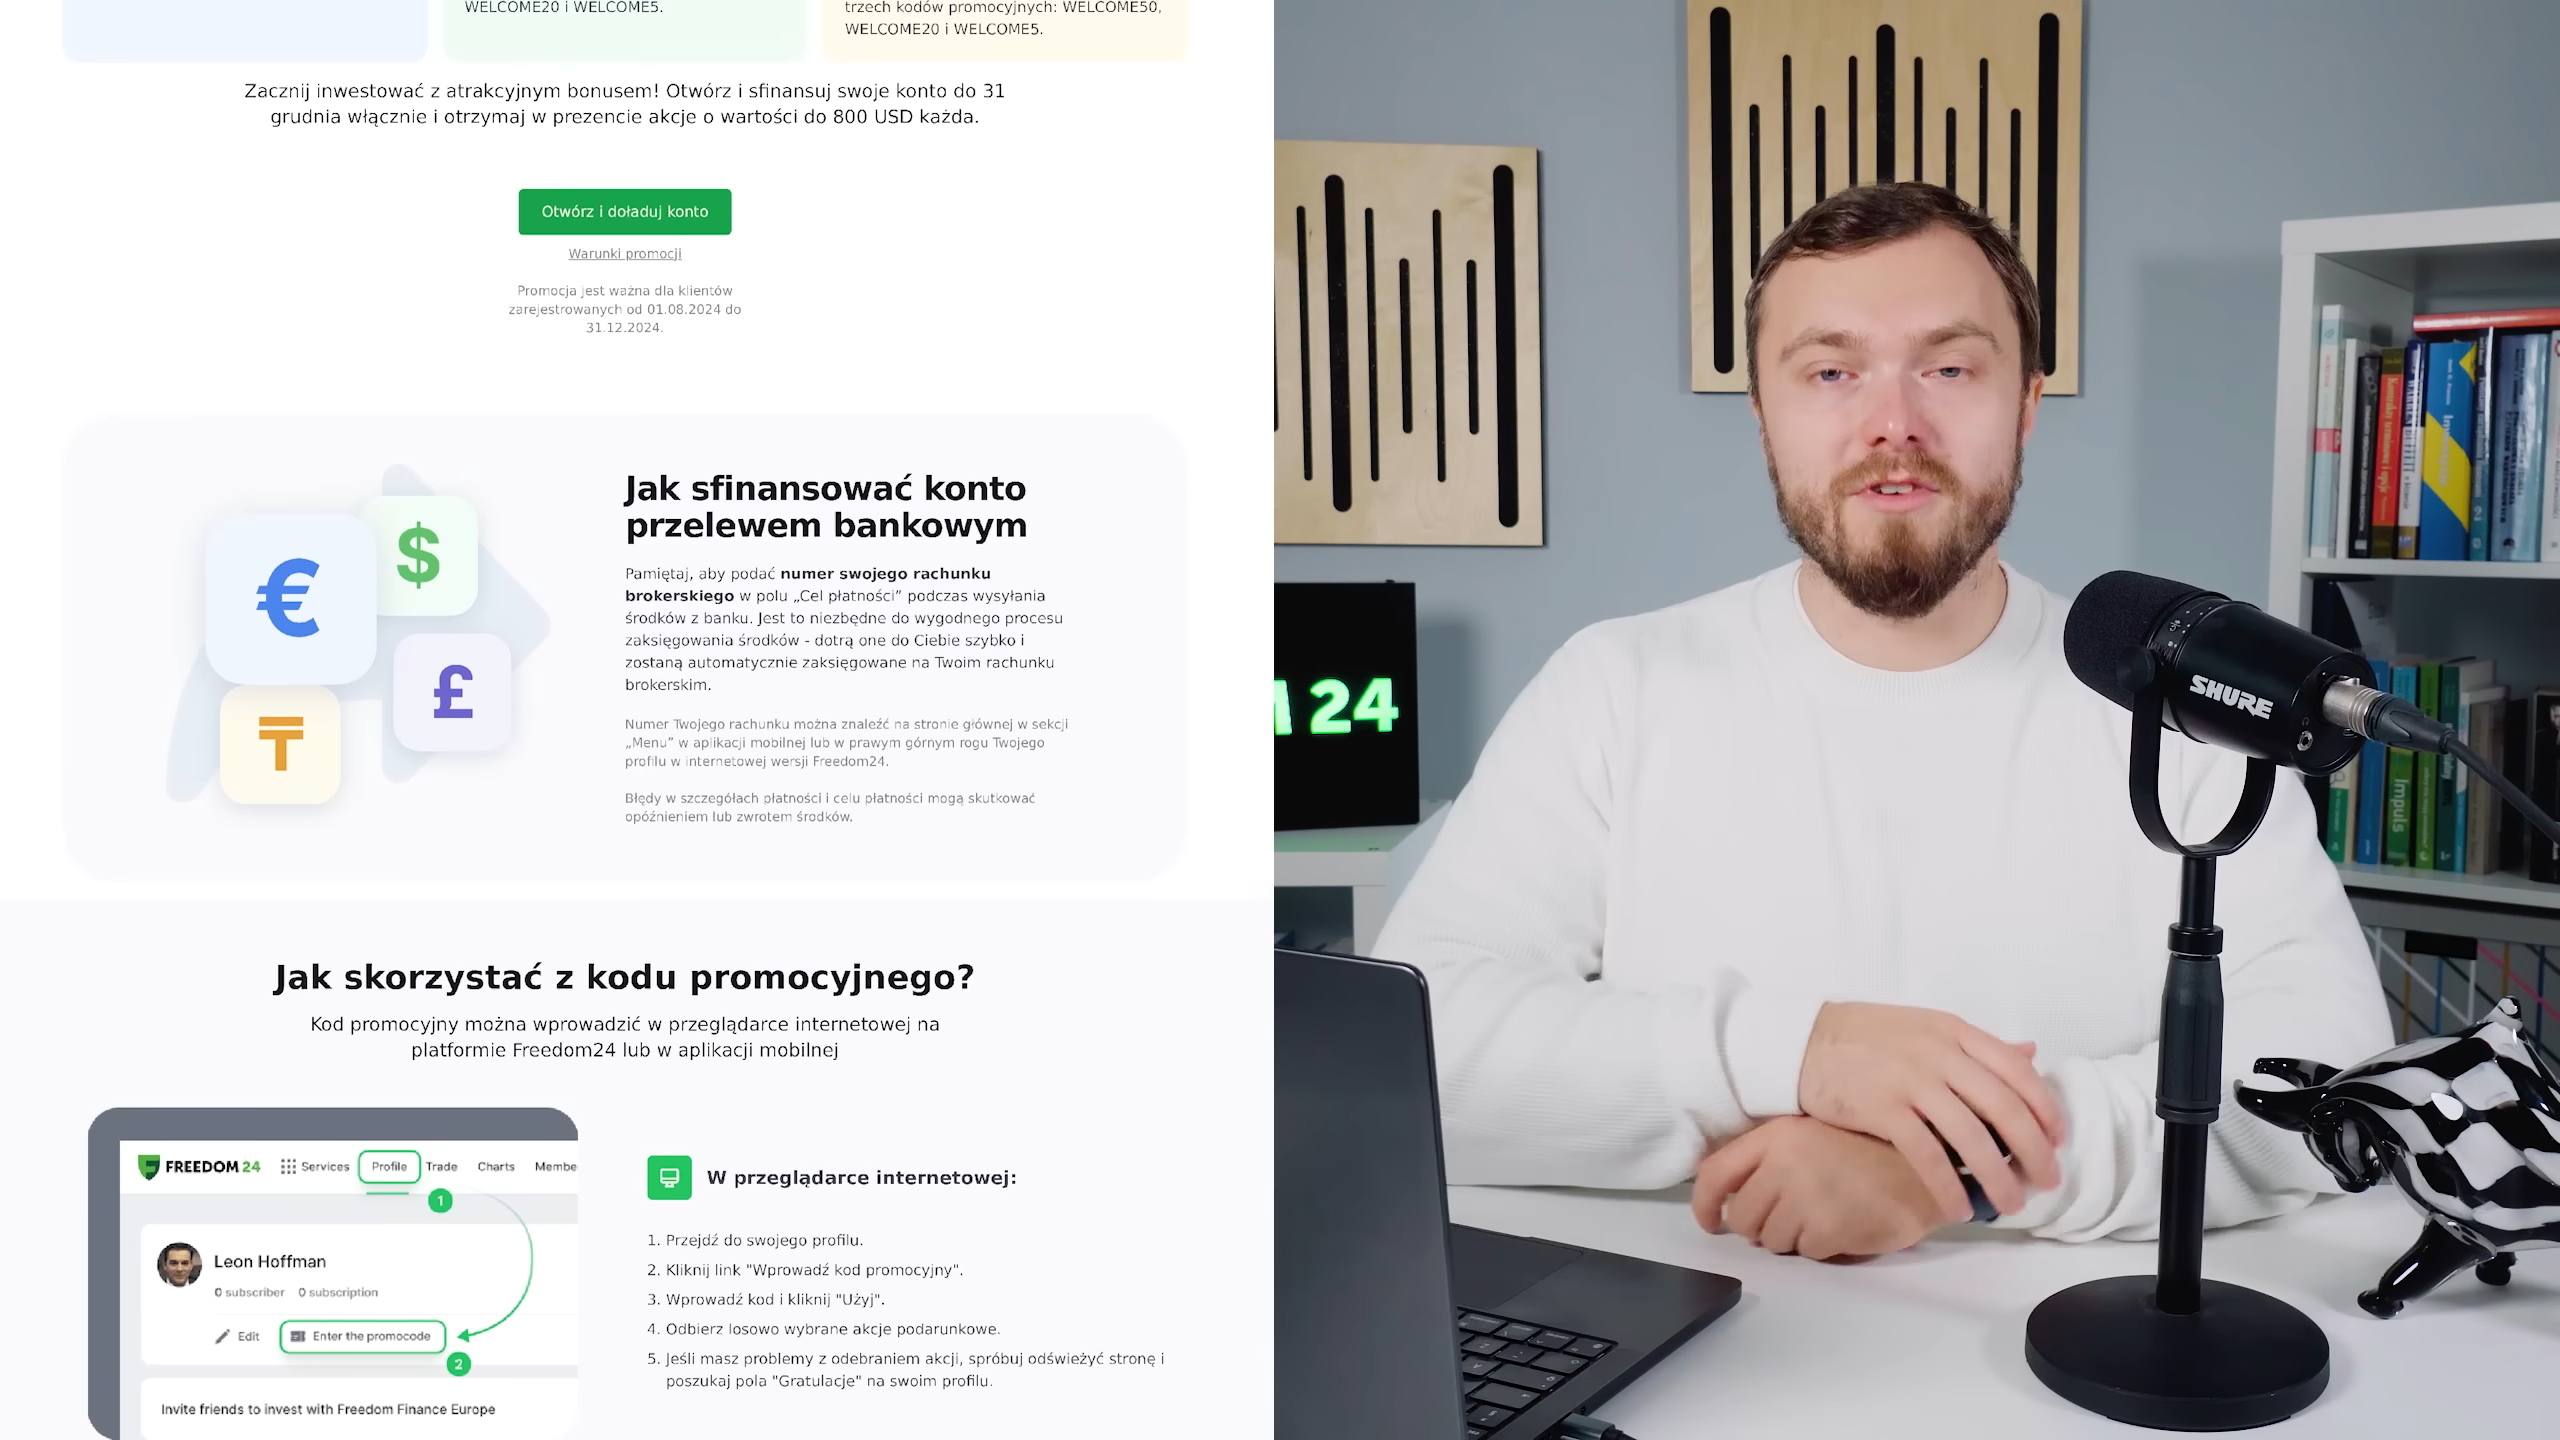 WELCOME20 i WELCOME5.
trzech kodów promocyjnych: WELCOME50,
WELCOME20 i WELCOME5.
Zacznij inwestować z atrakcyjnym bonusem! Otwórz i sfinansuj swoje konto do 31
grudnia włącznie i otrzymaj w prezencie akcje o wartości do 800 USD każda.
Otwórz i doładuj konto
Warunki promocji
Promocja jest ważna dla klientów
zarejestrowanych od 01.08.2024 do
31.12.2024.
€
$
£
₸
Jak sfinansować konto
przelewem bankowym
Pamiętaj, aby podać numer swojego rachunku
brokerskiego w polu „Cel płatności” podczas wysyłania
środków z banku. Jest to niezbędne do wygodnego procesu
zaksięgowania środków - dotrą one do Ciebie szybko i
zostaną automatycznie zaksięgowane na Twoim rachunku
brokerskim.
Numer Twojego rachunku można znaleźć na stronie głównej w sekcji
„Menu” w aplikacji mobilnej lub w prawym górnym rogu Twojego
profilu w internetowej wersji Freedom24.
Błędy w szczegółach płatności i celu płatności mogą skutkować
opóźnieniem lub zwrotem środków.
Jak skorzystać z kodu promocyjnego?
Kod promocyjny można wprowadzić w przeglądarce internetowej na
platformie Freedom24 lub w aplikacji mobilnej
FREEDOM 24 Services Profile Trade Charts Membe
1
Leon Hoffman
0 subscriber 0 subscription
Edit Enter the promocode
2
Invite friends to invest with Freedom Finance Europe
W przeglądarce internetowej:
1. Przejdź do swojego profilu.
2. Kliknij link "Wprowadź kod promocyjny".
3. Wprowadź kod i kliknij "Użyj".
4. Odbierz losowo wybrane akcje podarunkowe.
5. Jeśli masz problemy z odebraniem akcji, spróbuj odświeżyć stronę i
poszukaj pola "Gratulacje" na swoim profilu.
24
SHURE
Impuls